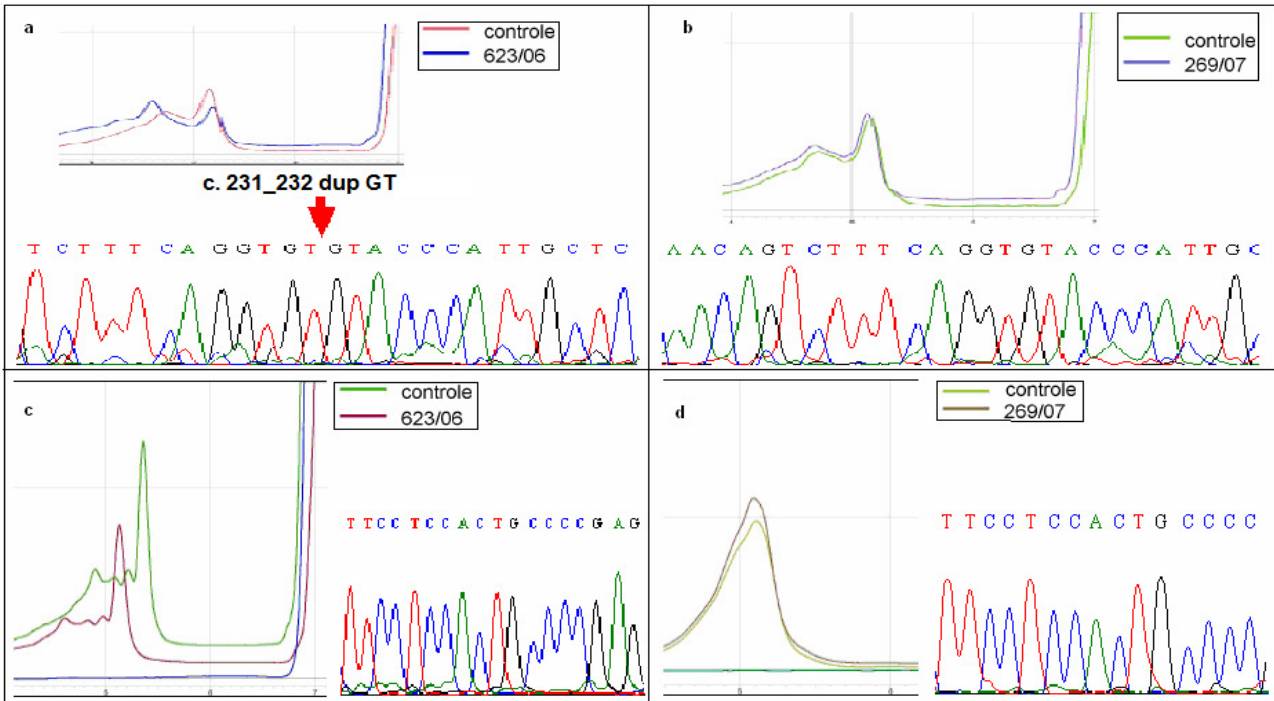 a
controle
623/06
c. 231_232 dup GT
T C T T T C A G G T G T G T A C C C A T T G C T C
b
controle
269/07
A A C A G T C T T T C A G G T G T A C C C A T T G C
c
controle
623/06
5
6
7
T T C C T C C A C T G C C C C G A G
d
controle
269/07
5
6
T T C C T C C A C T G C C C C